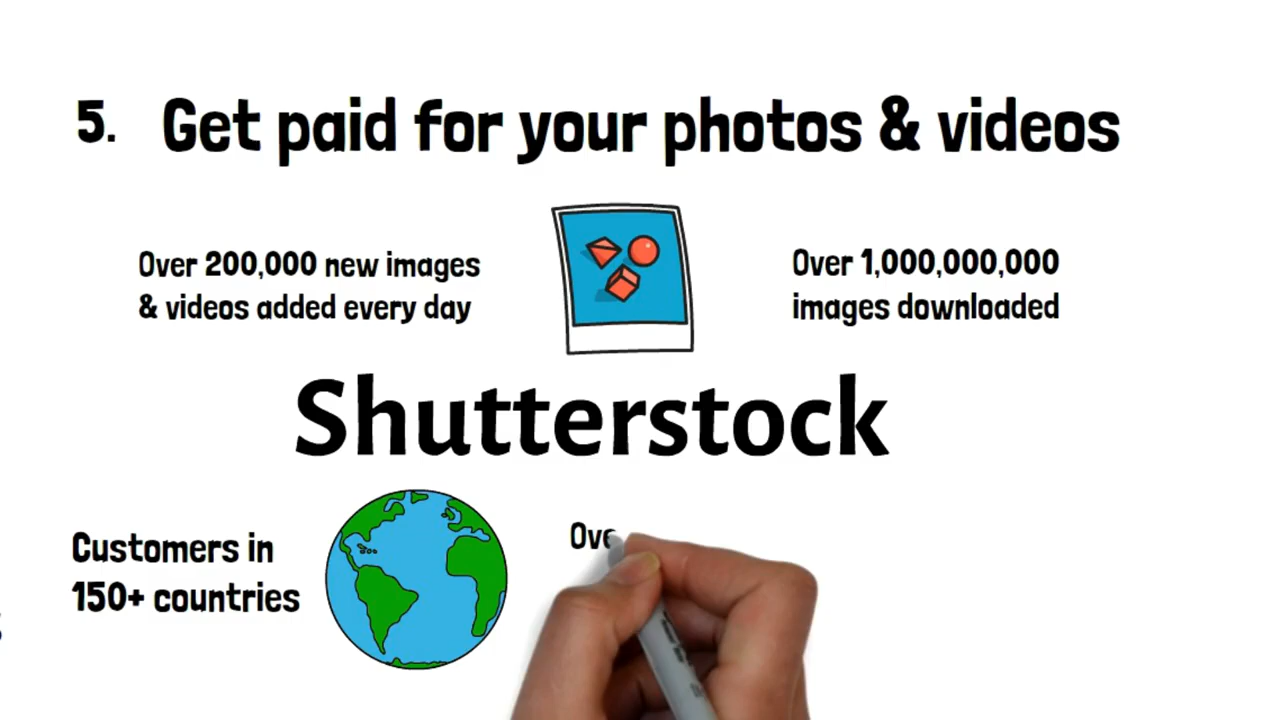 5. Get paid for your photos & videos
Over 200,000 new images
& videos added every day
Over 1,000,000,000
images downloaded
Shutterstock
Customers in
150+ countries
Ove